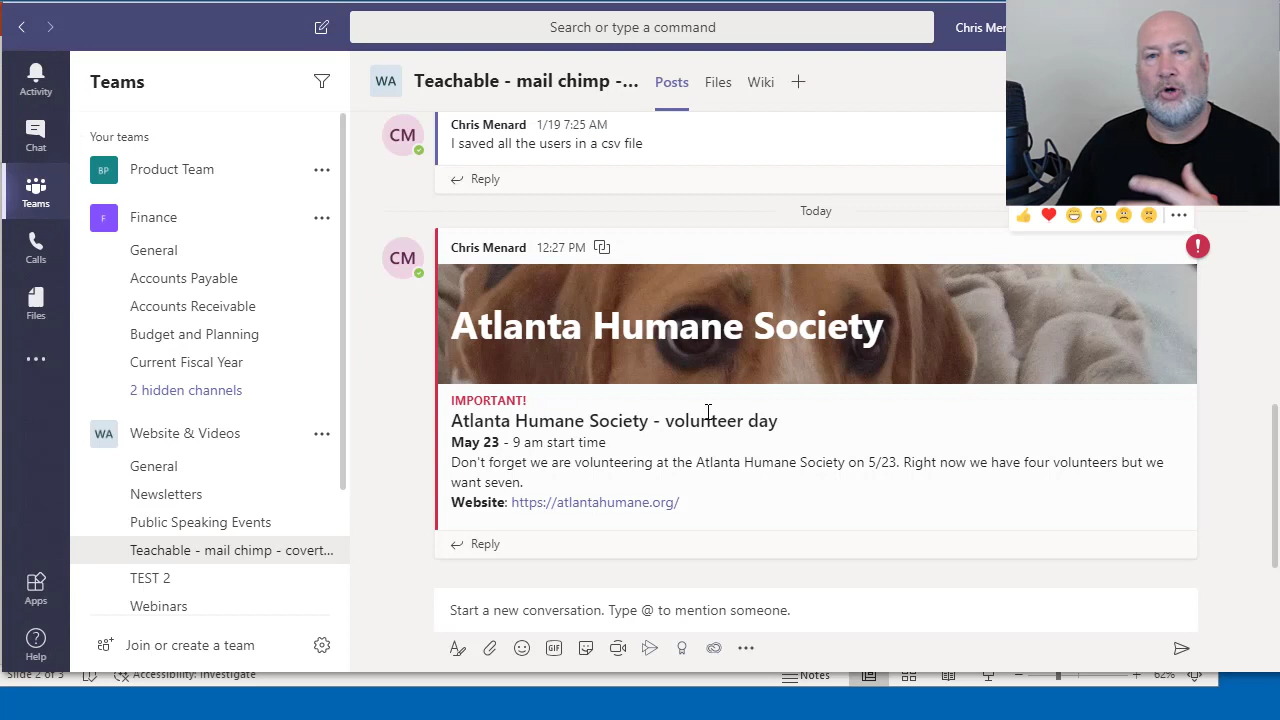 Search or type a command
Chris Men
Activity
Chat
Teams
Calls
Files
Apps
Help
Teams
Your teams
BP Product Team
F Finance
General
Accounts Payable
Accounts Receivable
Budget and Planning
Current Fiscal Year
2 hidden channels
WA Website & Videos
General
Newsletters
Public Speaking Events
Teachable - mail chimp - covert...
TEST 2
Webinars
Join or create a team
WA Teachable - mail chimp -... Posts Files Wiki
CM Chris Menard 1/19 7:25 AM
I saved all the users in a csv file
Reply
Today
CM Chris Menard 12:27 PM
Atlanta Humane Society
IMPORTANT!
Atlanta Humane Society - volunteer day
May 23 - 9 am start time
Don't forget we are volunteering at the Atlanta Humane Society on 5/23. Right now we have four volunteers but we
want seven.
Website: https://atlantahumane.org/
Reply
Start a new conversation. Type @ to mention someone.
GIF
Slide 2 of 3 Accessibility: Investigate Notes 62%